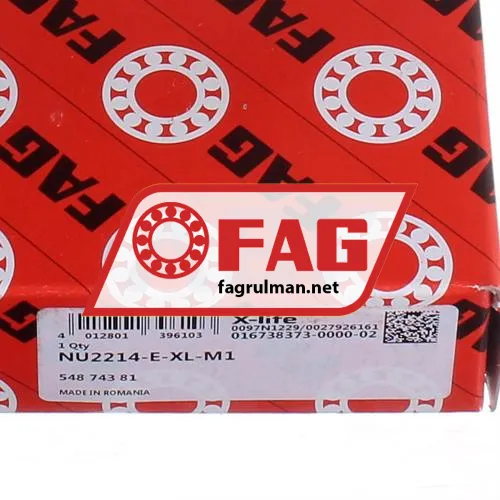 FAG
FAG
FAG
FAG
FAG
fagrulman.net
X-life
4 012801 396103
0097N1229/0027926161
016738373-0000-02
1 Qty
NU2214-E-XL-M1
548 743 81
MADE IN ROMANIA